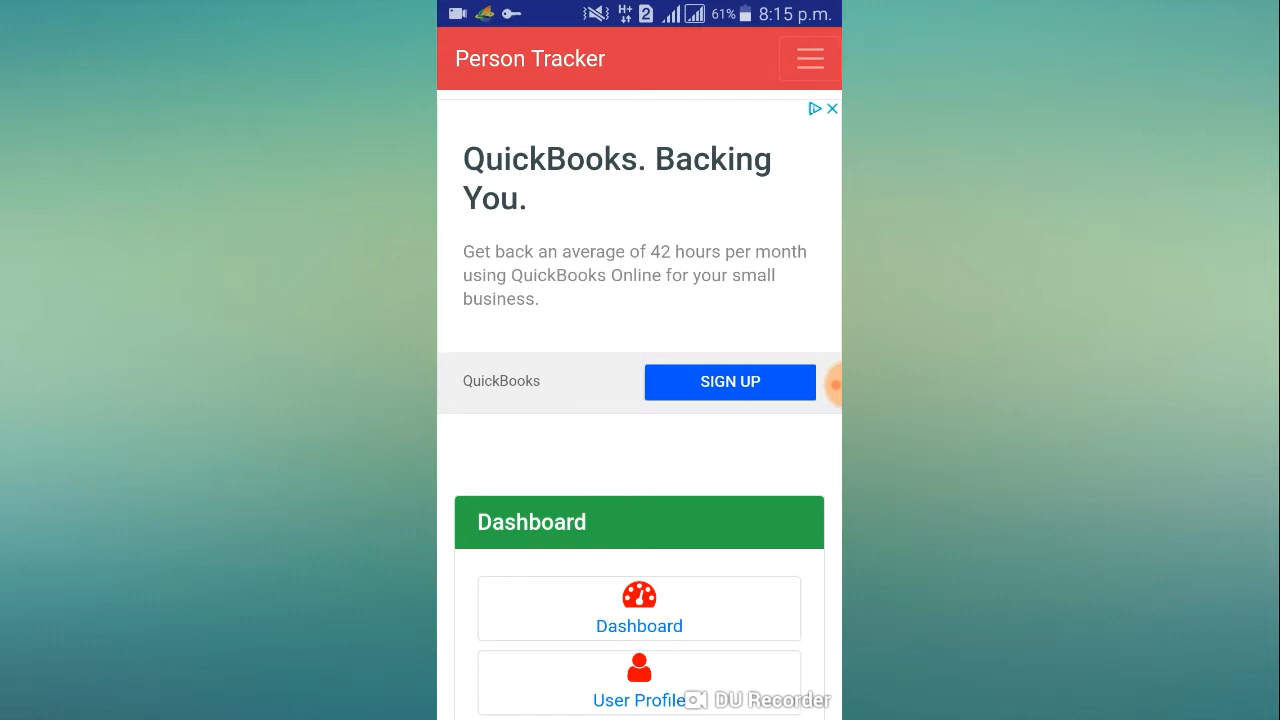 H+ 2 61% 8:15 p.m.
Person Tracker
QuickBooks. Backing
You.
Get back an average of 42 hours per month
using QuickBooks Online for your small
business.
QuickBooks SIGN UP
Dashboard
Dashboard
User Profile
DU Recorder